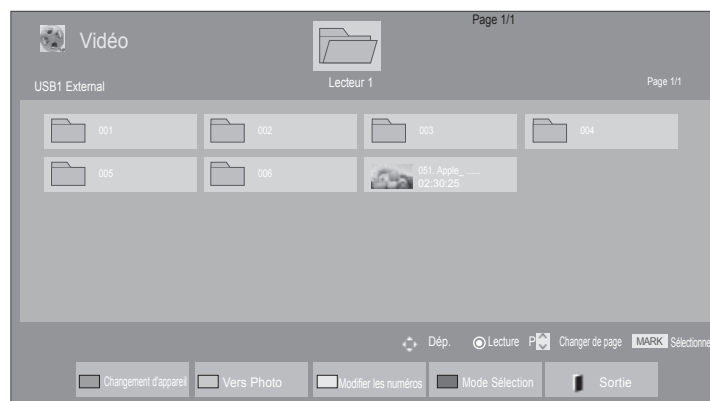 Page 1/1
Vidéo
Lecteur 1
USB1 External
Page 1/1
001
002
003
004
005
006
051. Apple_ ......
02:30:25
Dép.
Lecture
P
Changer de page
MARK
Sélectionne
Changement d'appareil
Vers Photo
Modifier les numéros
Mode Sélection
Sortie